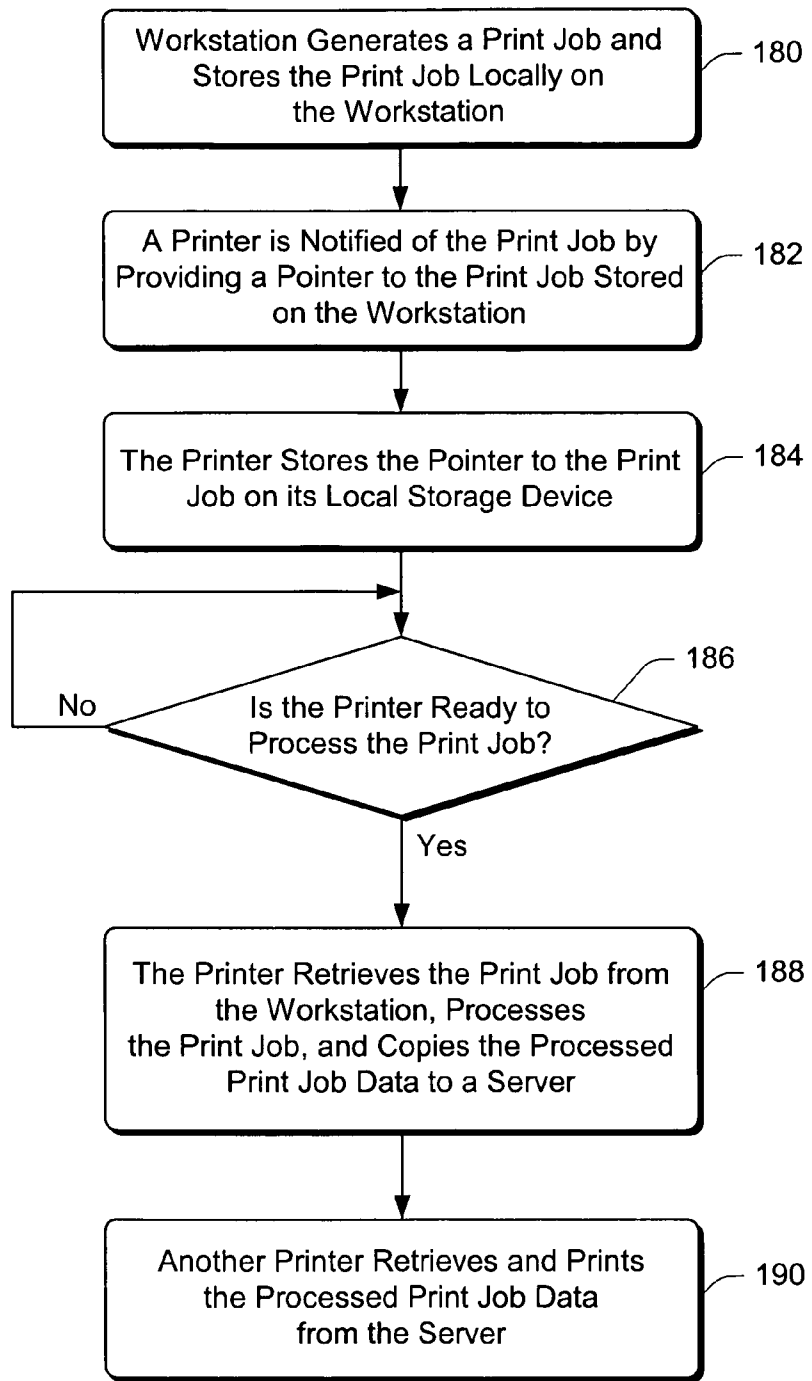 Workstation Generates a Print Job and
Stores the Print Job Locally on
the Workstation
180
A Printer is Notified of the Print Job by
Providing a Pointer to the Print Job Stored
on the Workstation
182
The Printer Stores the Pointer to the Print
Job on its Local Storage Device
184
186
No
Is the Printer Ready to
Process the Print Job?
Yes
The Printer Retrieves the Print Job from
the Workstation, Processes
the Print Job, and Copies the Processed
Print Job Data to a Server
188
Another Printer Retrieves and Prints
the Processed Print Job Data
from the Server
190